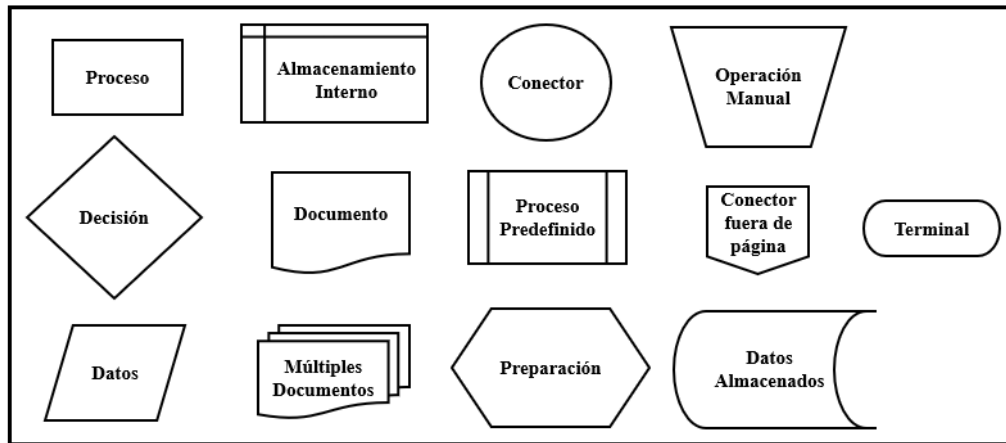 Proceso
Almacenamiento
Interno
Conector
Operación
Manual
Decisión
Documento
Proceso
Predefinido
Conector
fuera de
página
Terminal
Datos
Múltiples
Documentos
Preparación
Datos
Almacenados